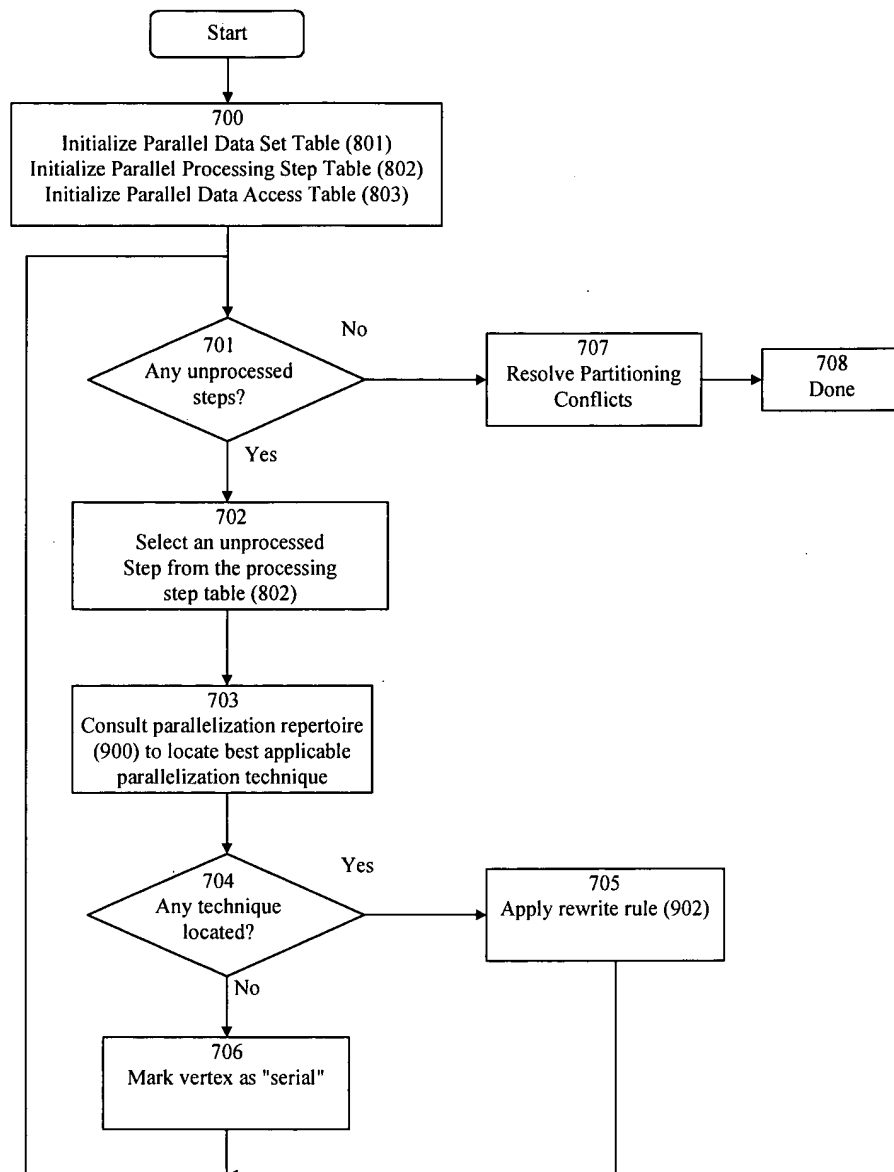 Start
700
Initialize Parallel Data Set Table (801)
Initialize Parallel Processing Step Table (802)
Initialize Parallel Data Access Table (803)
701
Any unprocessed
steps?
No
707
Resolve Partitioning
Conflicts
708
Done
Yes
702
Select an unprocessed
Step from the processing
step table (802)
703
Consult parallelization repertoire
(900) to locate best applicable
parallelization technique
704
Any technique
located?
Yes
705
Apply rewrite rule (902)
No
706
Mark vertex as "serial"